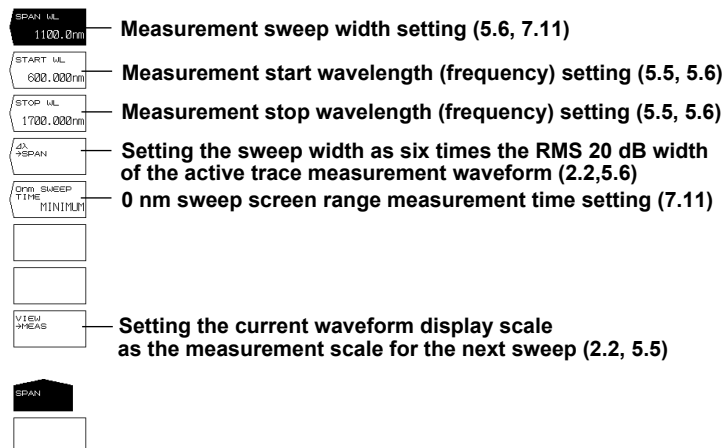 SPAN WL
1100.0nm
Measurement sweep width setting (5.6, 7.11)
START WL
600.000nm
Measurement start wavelength (frequency) setting (5.5, 5.6)
STOP WL
1700.000nm
Measurement stop wavelength (frequency) setting (5.5, 5.6)
Δλ
→SPAN
Setting the sweep width as six times the RMS 20 dB width
of the active trace measurement waveform (2.2,5.6)
0nm SWEEP
TIME
MINIMUM
0 nm sweep screen range measurement time setting (7.11)
VIEW
→MEAS
Setting the current waveform display scale
as the measurement scale for the next sweep (2.2, 5.5)
SPAN